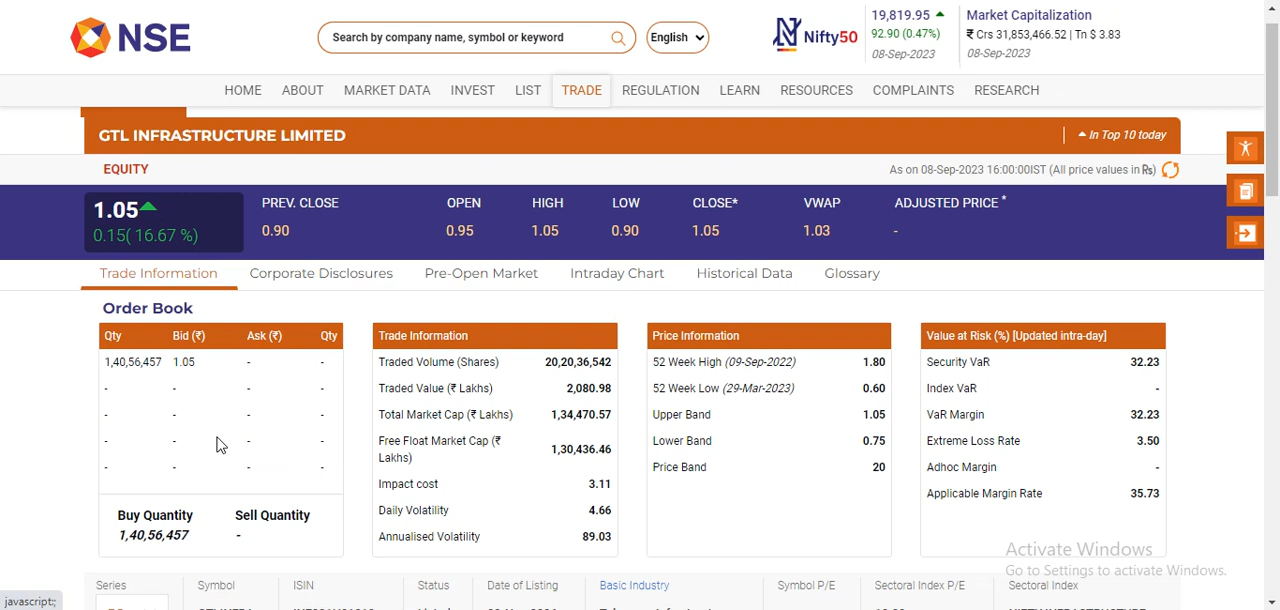 NSE
Search by company name, symbol or keyword
English
Nifty50
19,819.95
92.90 (0.47%)
08-Sep-2023
Market Capitalization
₹ Crs 31,853,466.52 | Tn $ 3.83
08-Sep-2023
HOME ABOUT MARKET DATA INVEST LIST TRADE REGULATION LEARN RESOURCES COMPLAINTS RESEARCH
GTL INFRASTRUCTURE LIMITED
In Top 10 today
EQUITY
As on 08-Sep-2023 16:00:00IST (All price values in ₨)
1.05
0.15( 16.67 %)
PREV. CLOSE OPEN HIGH LOW CLOSE* VWAP ADJUSTED PRICE *
0.90 0.95 1.05 0.90 1.05 1.03 -
Trade Information Corporate Disclosures Pre-Open Market Intraday Chart Historical Data Glossary
Order Book
Qty Bid (₹) Ask (₹) Qty
1,40,56,457 1.05 - -
- - - -
- - - -
- - - -
- - - -
Buy Quantity Sell Quantity
1,40,56,457 -
Trade Information
Traded Volume (Shares) 20,20,36,542
Traded Value (₹ Lakhs) 2,080.98
Total Market Cap (₹ Lakhs) 1,34,470.57
Free Float Market Cap (₹
Lakhs) 1,30,436.46
Impact cost 3.11
Daily Volatility 4.66
Annualised Volatility 89.03
Price Information
52 Week High (09-Sep-2022) 1.80
52 Week Low (29-Mar-2023) 0.60
Upper Band 1.05
Lower Band 0.75
Price Band 20
Value at Risk (%) [Updated intra-day]
Security VaR 32.23
Index VaR -
VaR Margin 32.23
Extreme Loss Rate 3.50
Adhoc Margin -
Applicable Margin Rate 35.73
Activate Windows
Go to Settings to activate Windows.
Series Symbol ISIN Status Date of Listing Basic Industry Symbol P/E Sectoral Index P/E Sectoral Index
javascript:;